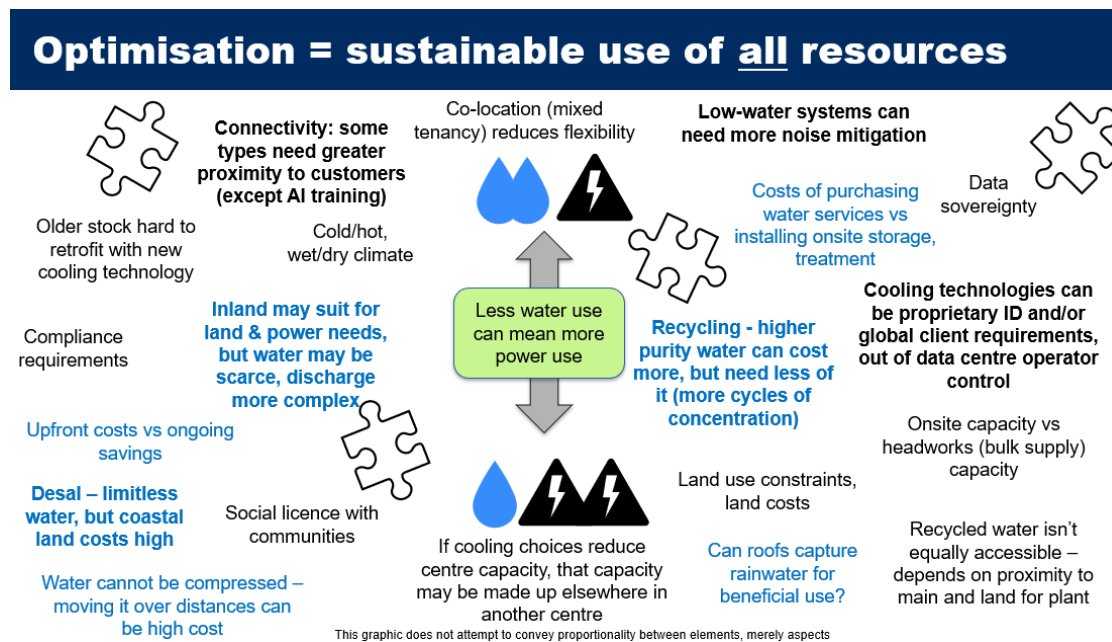 Optimisation = sustainable use of all resources
Connectivity: some
types need greater
proximity to customers
(except AI training)
Co-location (mixed
tenancy) reduces flexibility
Low-water systems can
need more noise mitigation
Older stock hard to
retrofit with new
cooling technology
Cold/hot,
wet/dry climate
Costs of purchasing
water services vs
installing onsite storage,
treatment
Data
sovereignty
Compliance
requirements
Inland may suit for
land & power needs,
but water may be
scarce, discharge
more complex
Less water use
can mean more
power use
Recycling - higher
purity water can cost
more, but need less of
it (more cycles of
concentration)
Cooling technologies can
be proprietary ID and/or
global client requirements,
out of data centre operator
control
Upfront costs vs ongoing
savings
Onsite capacity vs
headworks (bulk supply)
capacity
Desal – limitless
water, but coastal
land costs high
Social licence with
communities
Land use constraints,
land costs
If cooling choices reduce
centre capacity, that capacity
may be made up elsewhere in
another centre
Can roofs capture
rainwater for
beneficial use?
Recycled water isn't
equally accessible –
depends on proximity to
main and land for plant
Water cannot be compressed –
moving it over distances can
be high cost
This graphic does not attempt to convey proportionality between elements, merely aspects